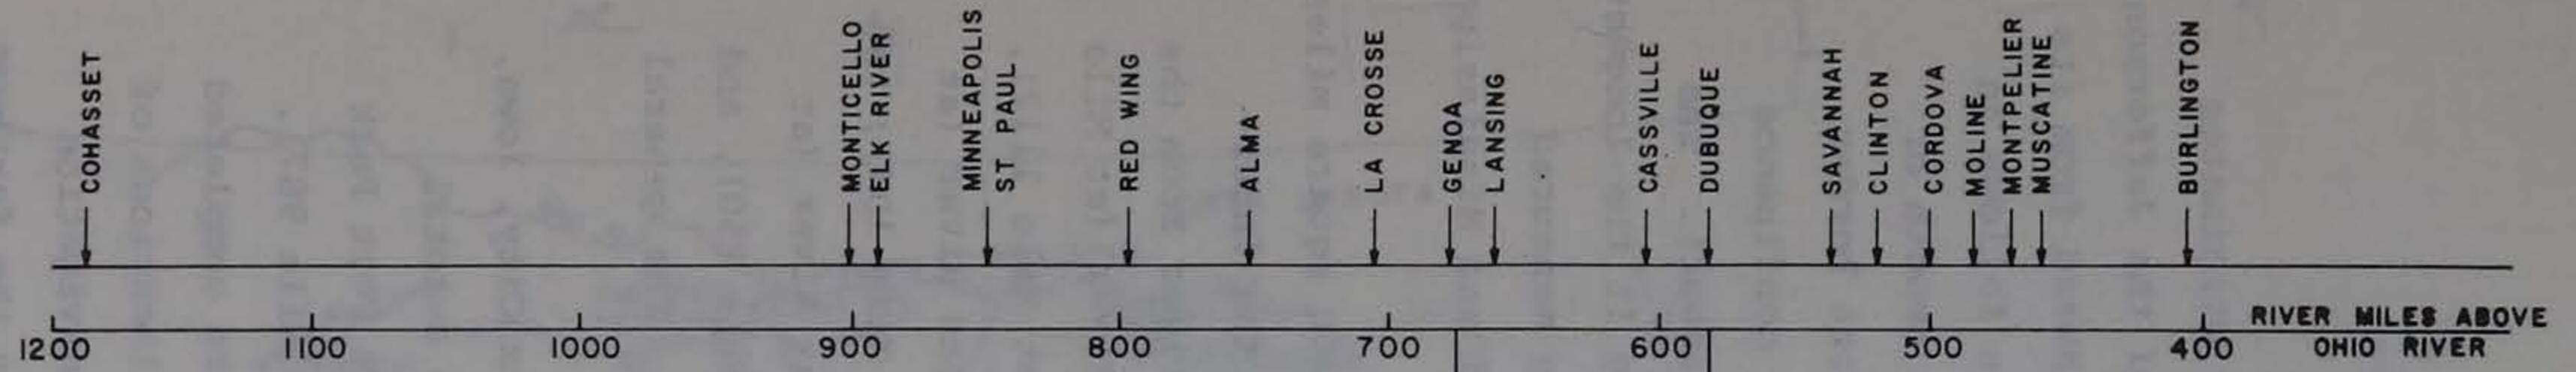 COHASSET
MONTICELLO
ELK RIVER
MINNEAPOLIS
ST PAUL
RED WING
ALMA
LA CROSSE
GENOA
LANSING
CASSVILLE
DUBUQUE
SAVANNAH
CLINTON
CORDOVA
MOLINE
MONTPELIER
MUSCATINE
BURLINGTON
1200 1100 1000 900 800 700 600 500 400
RIVER MILES ABOVE
OHIO RIVER